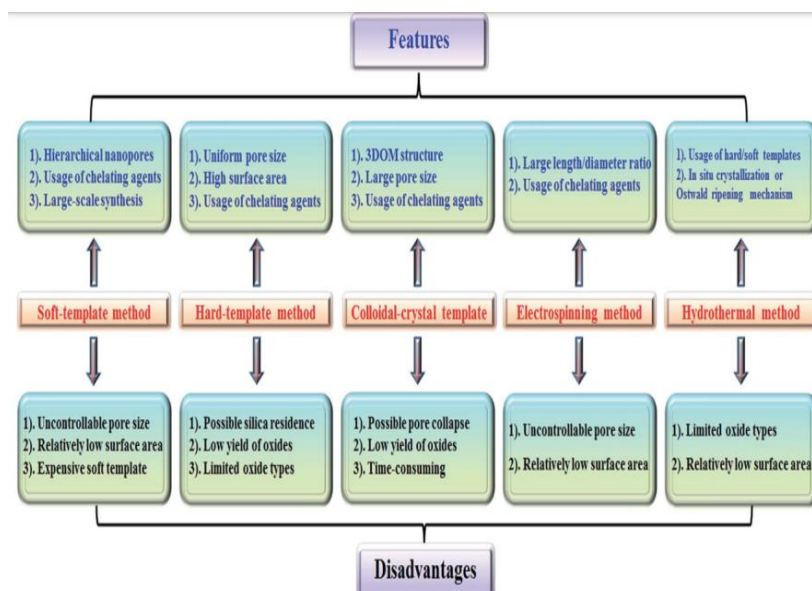 Features
1). Hierarchical nanopores
2). Usage of chelating agents
3). Large-scale synthesis
1). Uniform pore size
2). High surface area
3). Usage of chelating agents
1). 3DOM structure
2). Large pore size
3). Usage of chelating agents
1). Large length/diameter ratio
2). Usage of chelating agents
1). Usage of hard/soft templates
2). In situ crystallization or
Ostwald ripening mechanism
Soft-template method
Hard-template method
Colloidal-crystal template
Electrospinning method
Hydrothermal method
1). Uncontrollable pore size
2). Relatively low surface area
3). Expensive soft template
1). Possible silica residence
2). Low yield of oxides
3). Limited oxide types
1). Possible pore collapse
2). Low yield of oxides
3). Time-consuming
1). Uncontrollable pore size
2). Relatively low surface area
1). Limited oxide types
2). Relatively low surface area
Disadvantages